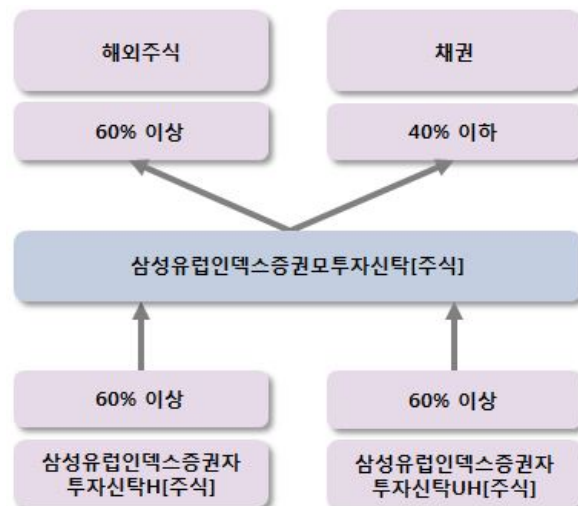 해외주식
채권
60% 이상
40% 이하
삼성유럽인덱스증권모투자신탁[주식]
60% 이상
60% 이상
삼성유럽인덱스증권자
투자신탁H[주식]
삼성유럽인덱스증권자
투자신탁UH[주식]